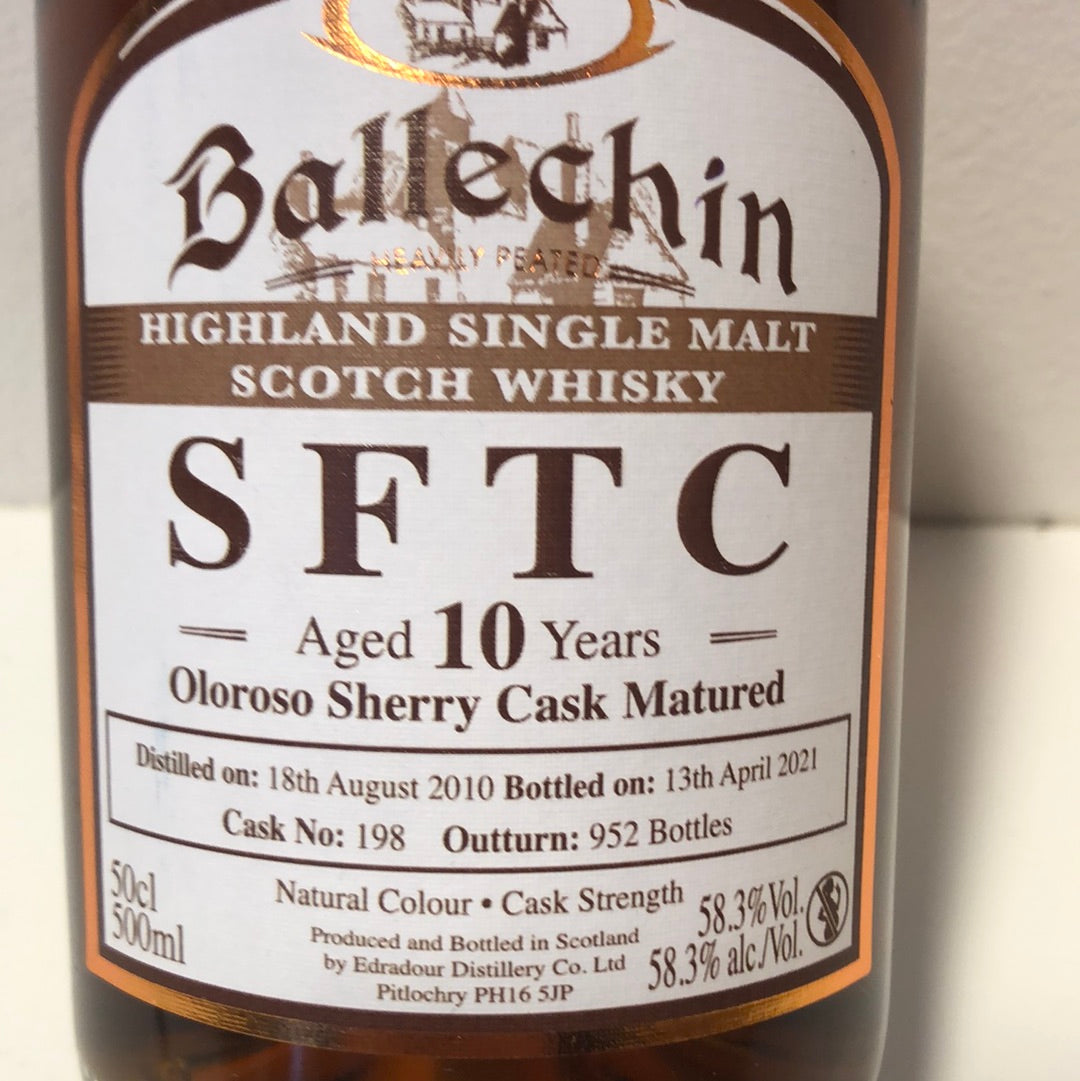 Ballechin
HEAVILY PEATED
HIGHLAND SINGLE MALT
SCOTCH WHISKY
SFTC
Aged 10 Years
Oloroso Sherry Cask Matured
Distilled on: 18th August 2010 Bottled on: 13th April 2021
Cask No: 198 Outturn: 952 Bottles
50cl
500ml
Natural Colour • Cask Strength
Produced and Bottled in Scotland
by Edradour Distillery Co. Ltd
Pitlochry PH16 5JP
58.3% Vol.
58.3% alc./Vol.